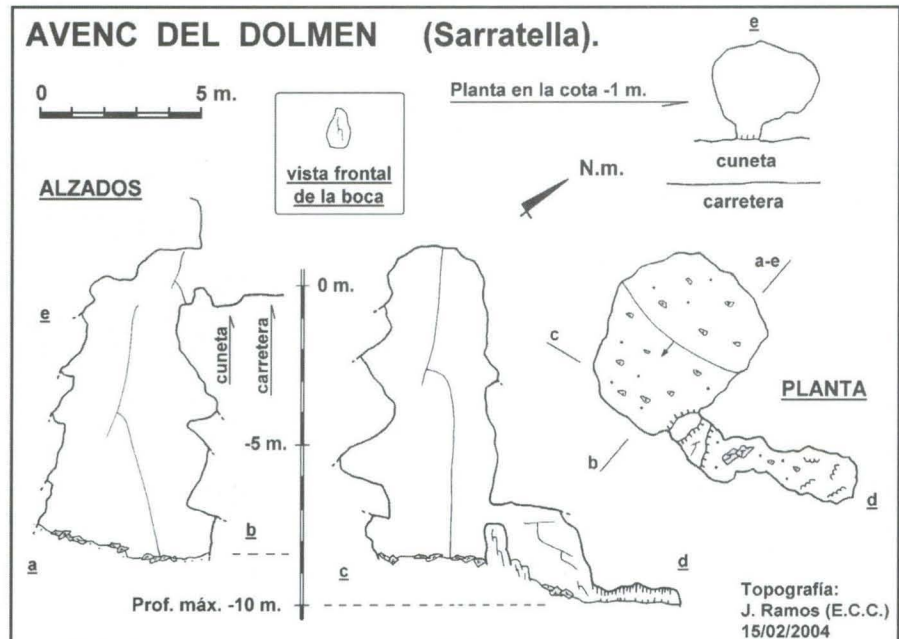 AVENC DEL DOLMEN (Sarratella).
0 5 m.
Planta en la cota -1 m.
e
cuneta
carretera
vista frontal
de la boca
N.m.
ALZADOS
e
cuneta
carretera
0 m.
-5 m.
Prof. máx. -10 m.
a
b
c
d
a-e
c
b
d
PLANTA
Topografía:
J. Ramos (E.C.C.)
15/02/2004